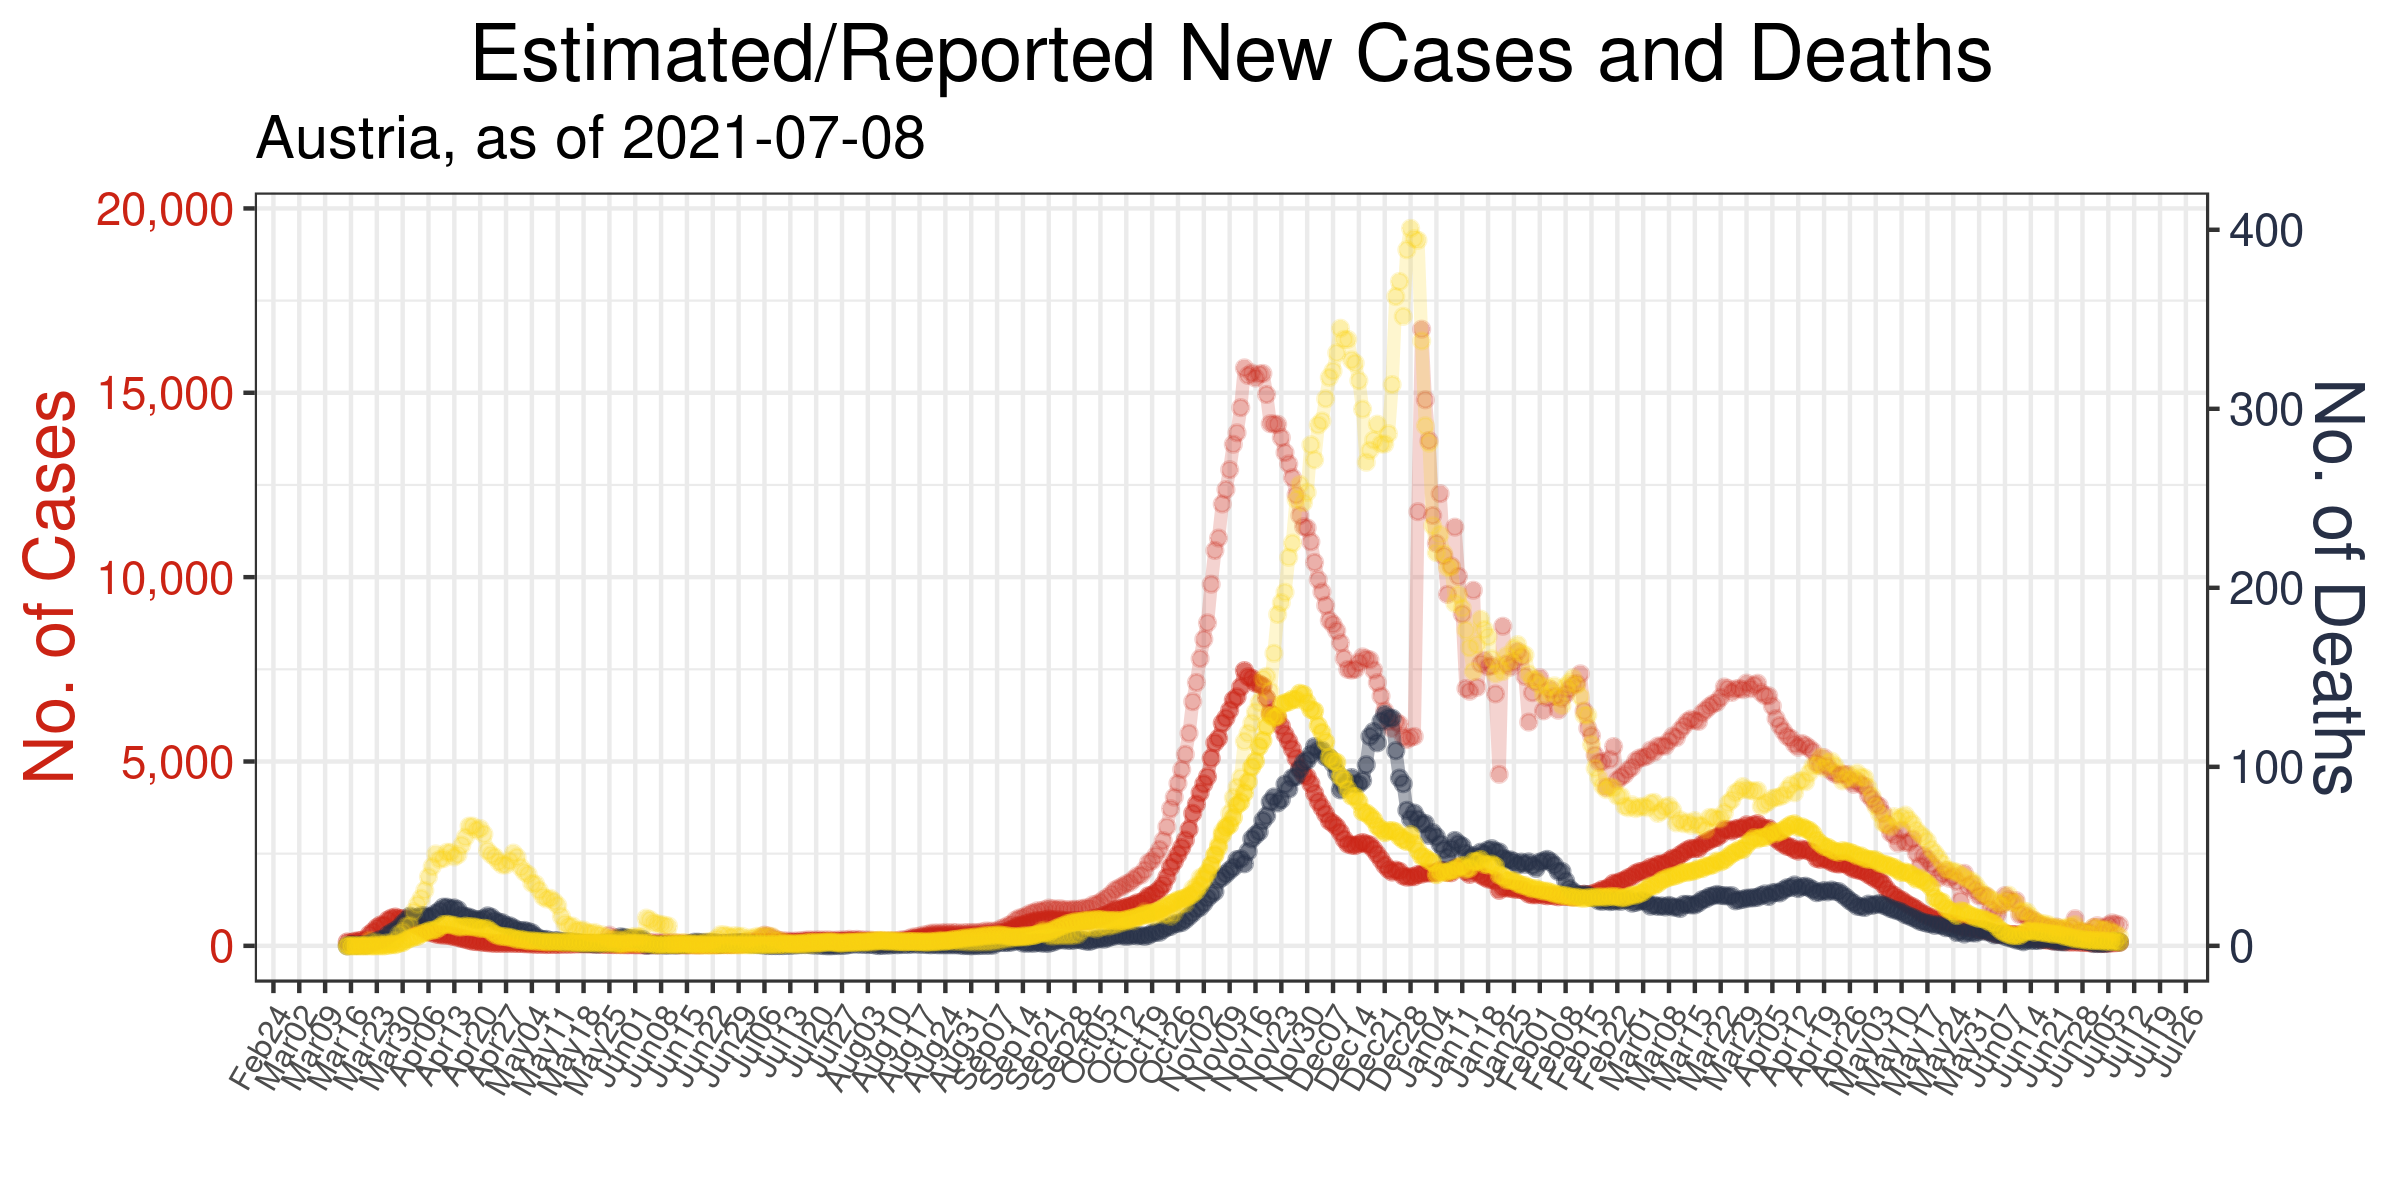 Estimated/Reported New Cases and Deaths
Austria, as of 2021-07-08
No. of Cases
20,000
15,000
10,000
5,000
0
400
300
200
100
0
No. of Deaths
Feb24
Mar02
Mar09
Mar16
Mar23
Mar30
Apr06
Apr13
Apr20
Apr27
May04
May11
May18
May25
Jun01
Jun08
Jun15
Jun22
Jun29
Jul06
Jul13
Jul20
Jul27
Aug03
Aug10
Aug17
Aug24
Aug31
Sep07
Sep14
Sep21
Sep28
Oct05
Oct12
Oct19
Oct26
Nov02
Nov09
Nov16
Nov23
Nov30
Dec07
Dec14
Dec21
Dec28
Jan04
Jan11
Jan18
Jan25
Feb01
Feb08
Feb15
Feb22
Mar01
Mar08
Mar15
Mar22
Mar29
Apr05
Apr12
Apr19
Apr26
May03
May10
May17
May24
May31
Jun07
Jun14
Jun21
Jun28
Jul05
Jul12
Jul19
Jul26